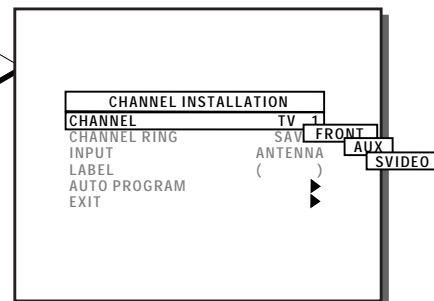 CHANNEL INSTALLATION
CHANNEL TV 1
FRONT
AUX
SVIDEO
CHANNEL RING SAV
INPUT ANTENNA
LABEL ( )
AUTO PROGRAM ▶
EXIT ▶